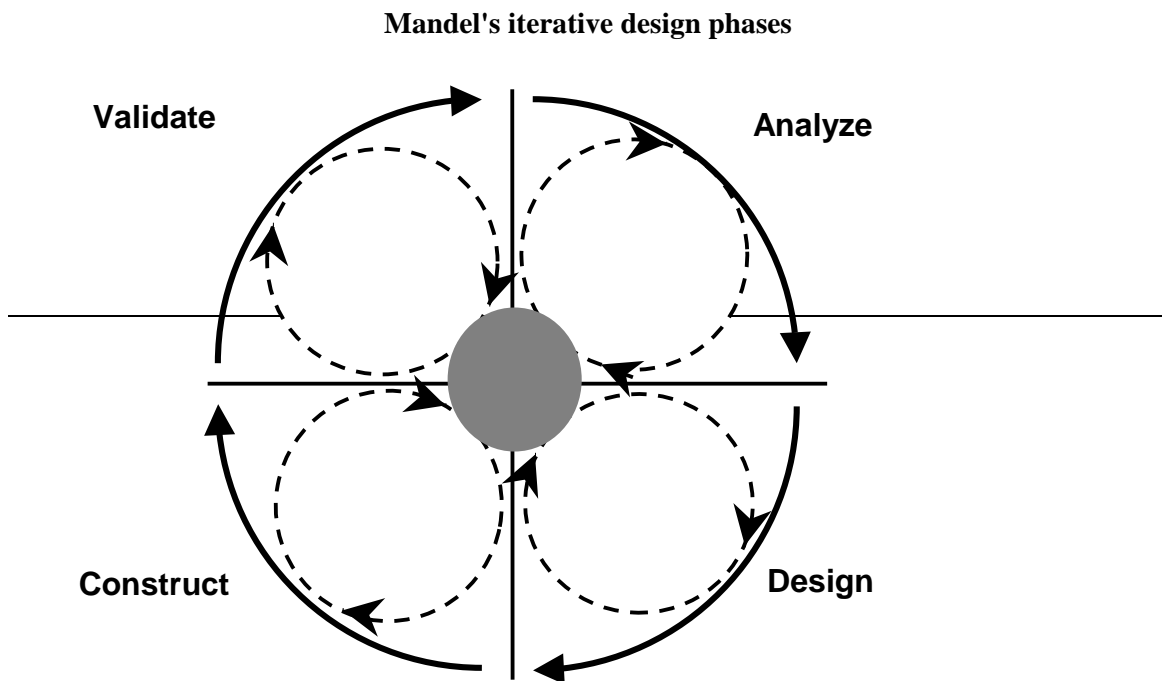 Mandel's iterative design phases
Validate
Analyze
Construct
Design